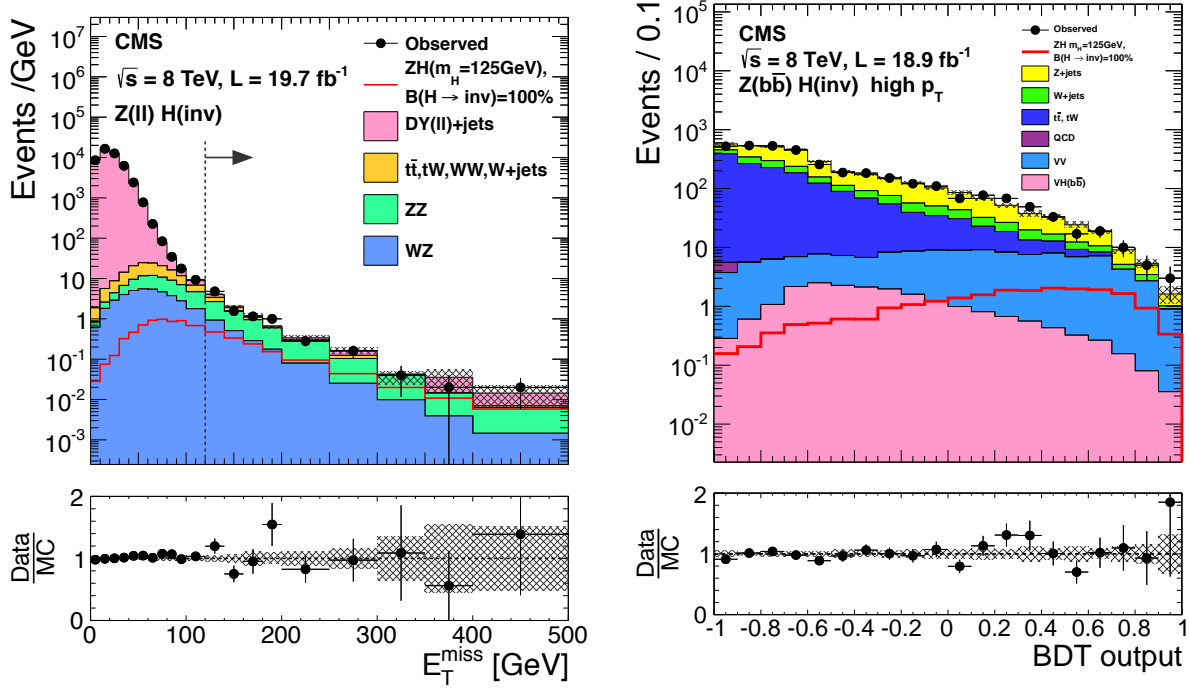 CMS
√s = 8 TeV, L = 19.7 fb⁻¹
Z(ll) H(inv)
Observed
ZH(m_H=125GeV),
B(H → inv)=100%
DY(ll)+jets
tt̄,tW,WW,W+jets
ZZ
WZ
Events /GeV
10⁷
10⁶
10⁵
10⁴
10³
10²
10
1
10⁻¹
10⁻²
10⁻³
Data
MC
2
1
0
0 100 200 300 400 500
E_T^miss [GeV]
CMS
√s = 8 TeV, L = 18.9 fb⁻¹
Z(bb̄) H(inv) high p_T
Observed
ZH m_H=125GeV,
B(H → inv)=100%
Z+jets
W+jets
tt̄, tW
QCD
VV
VH(bb̄)
Events / 0.1
10⁵
10⁴
10³
10²
10
1
10⁻¹
10⁻²
Data
MC
2
1
0
-1 -0.8 -0.6 -0.4 -0.2 0 0.2 0.4 0.6 0.8 1
BDT output